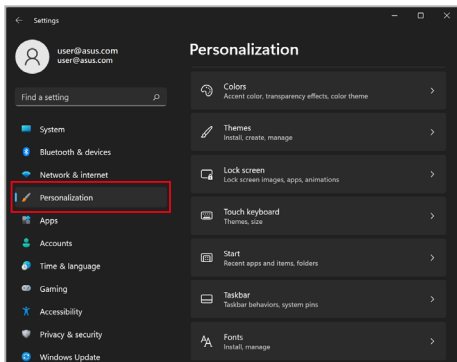 Settings
user@asus.com
user@asus.com
Find a setting
System
Bluetooth & devices
Network & internet
Personalization
Apps
Accounts
Time & language
Gaming
Accessibility
Privacy & security
Windows Update
Personalization
Colors
Accent color, transparency effects, color theme
Themes
Install, create, manage
Lock screen
Lock screen images, apps, animations
Touch keyboard
Themes, size
Start
Recent apps and items, folders
Taskbar
Taskbar behaviors, system pins
Fonts
Install, manage